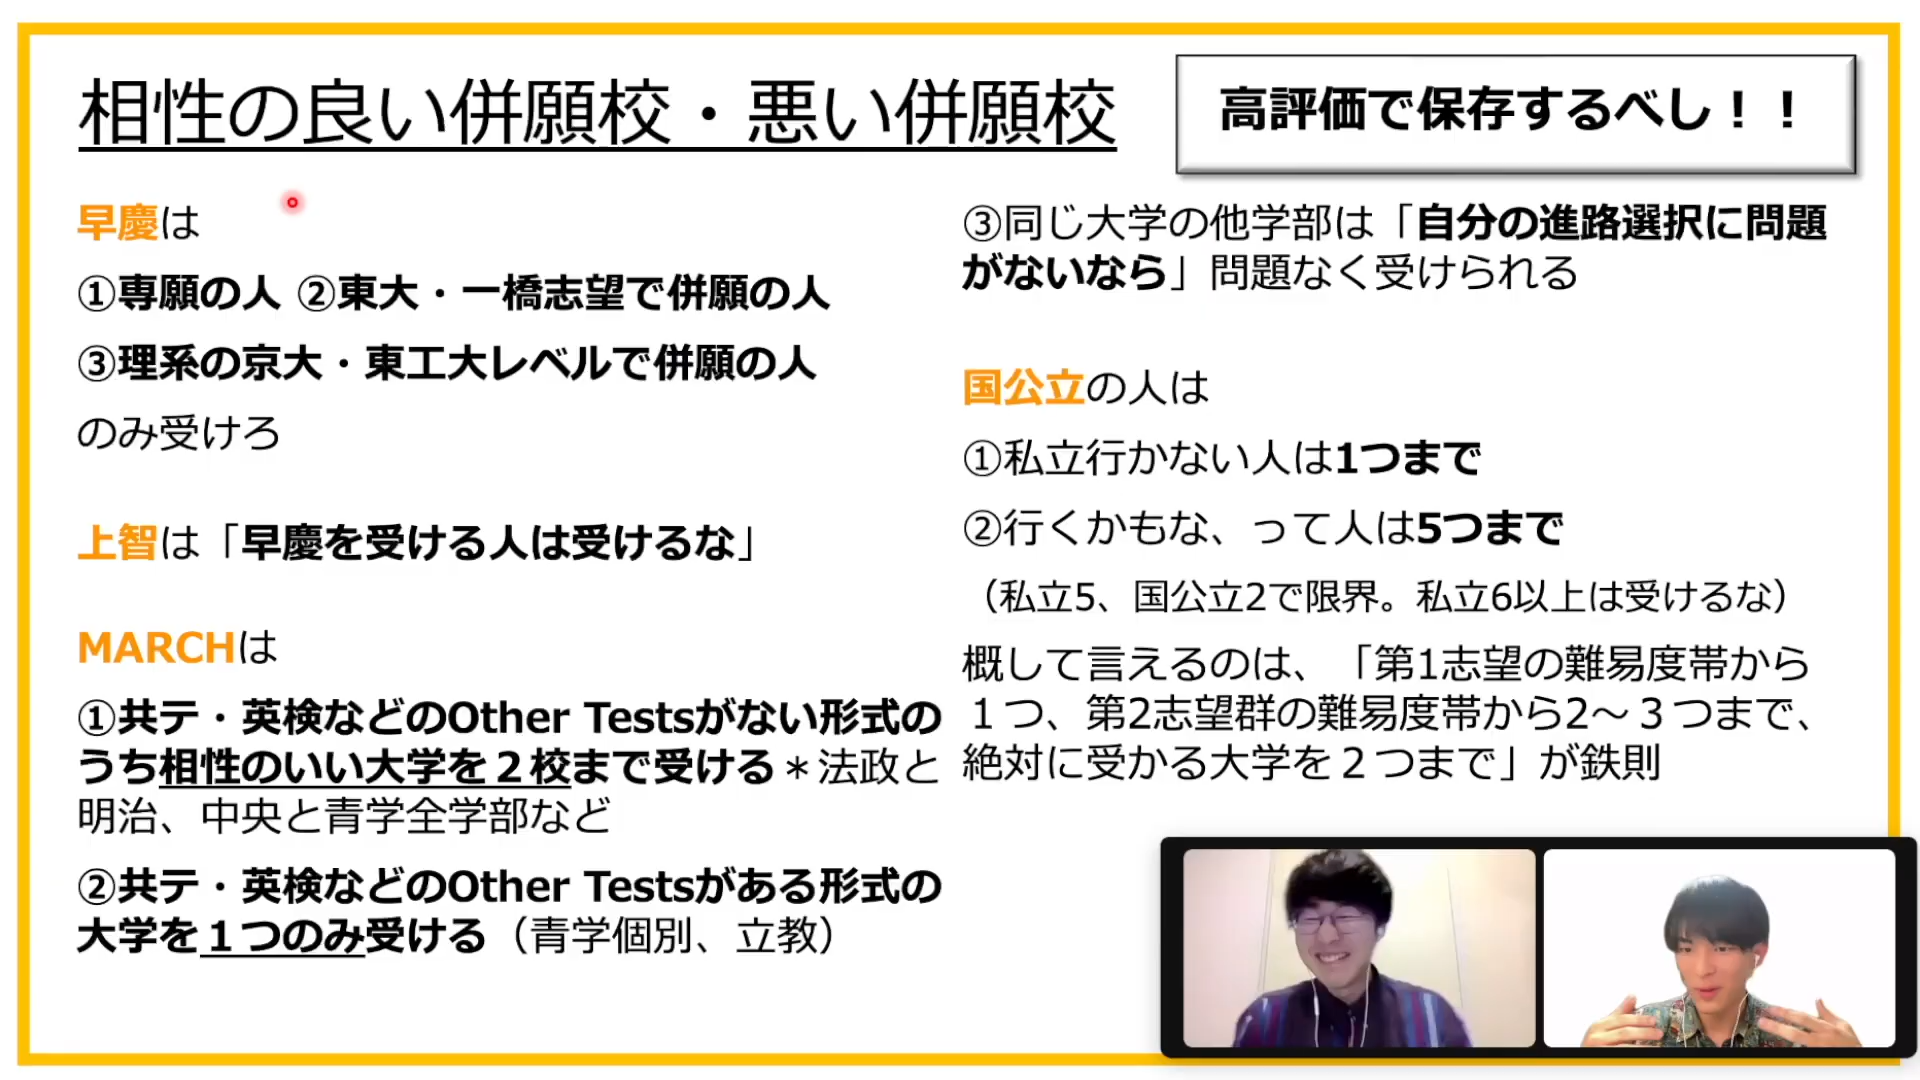 相性の良い併願校・悪い併願校
高評価で保存するべし！！
早慶は
①専願の人 ②東大・一橋志望で併願の人
③理系の京大・東工大レベルで併願の人
のみ受けろ
上智は「早慶を受ける人は受けるな」
MARCHは
①共テ・英検などのOther Testsがない形式の
うち相性のいい大学を２校まで受ける＊法政と
明治、中央と青学全学部など
②共テ・英検などのOther Testsがある形式の
大学を１つのみ受ける（青学個別、立教）
③同じ大学の他学部は「自分の進路選択に問題
がないなら」問題なく受けられる
国公立の人は
①私立行かない人は1つまで
②行くかもな、って人は5つまで
（私立5、国公立2で限界。私立6以上は受けるな）
概して言えるのは、「第1志望の難易度帯から
１つ、第2志望群の難易度帯から2～３つまで、
絶対に受かる大学を２つまで」が鉄則